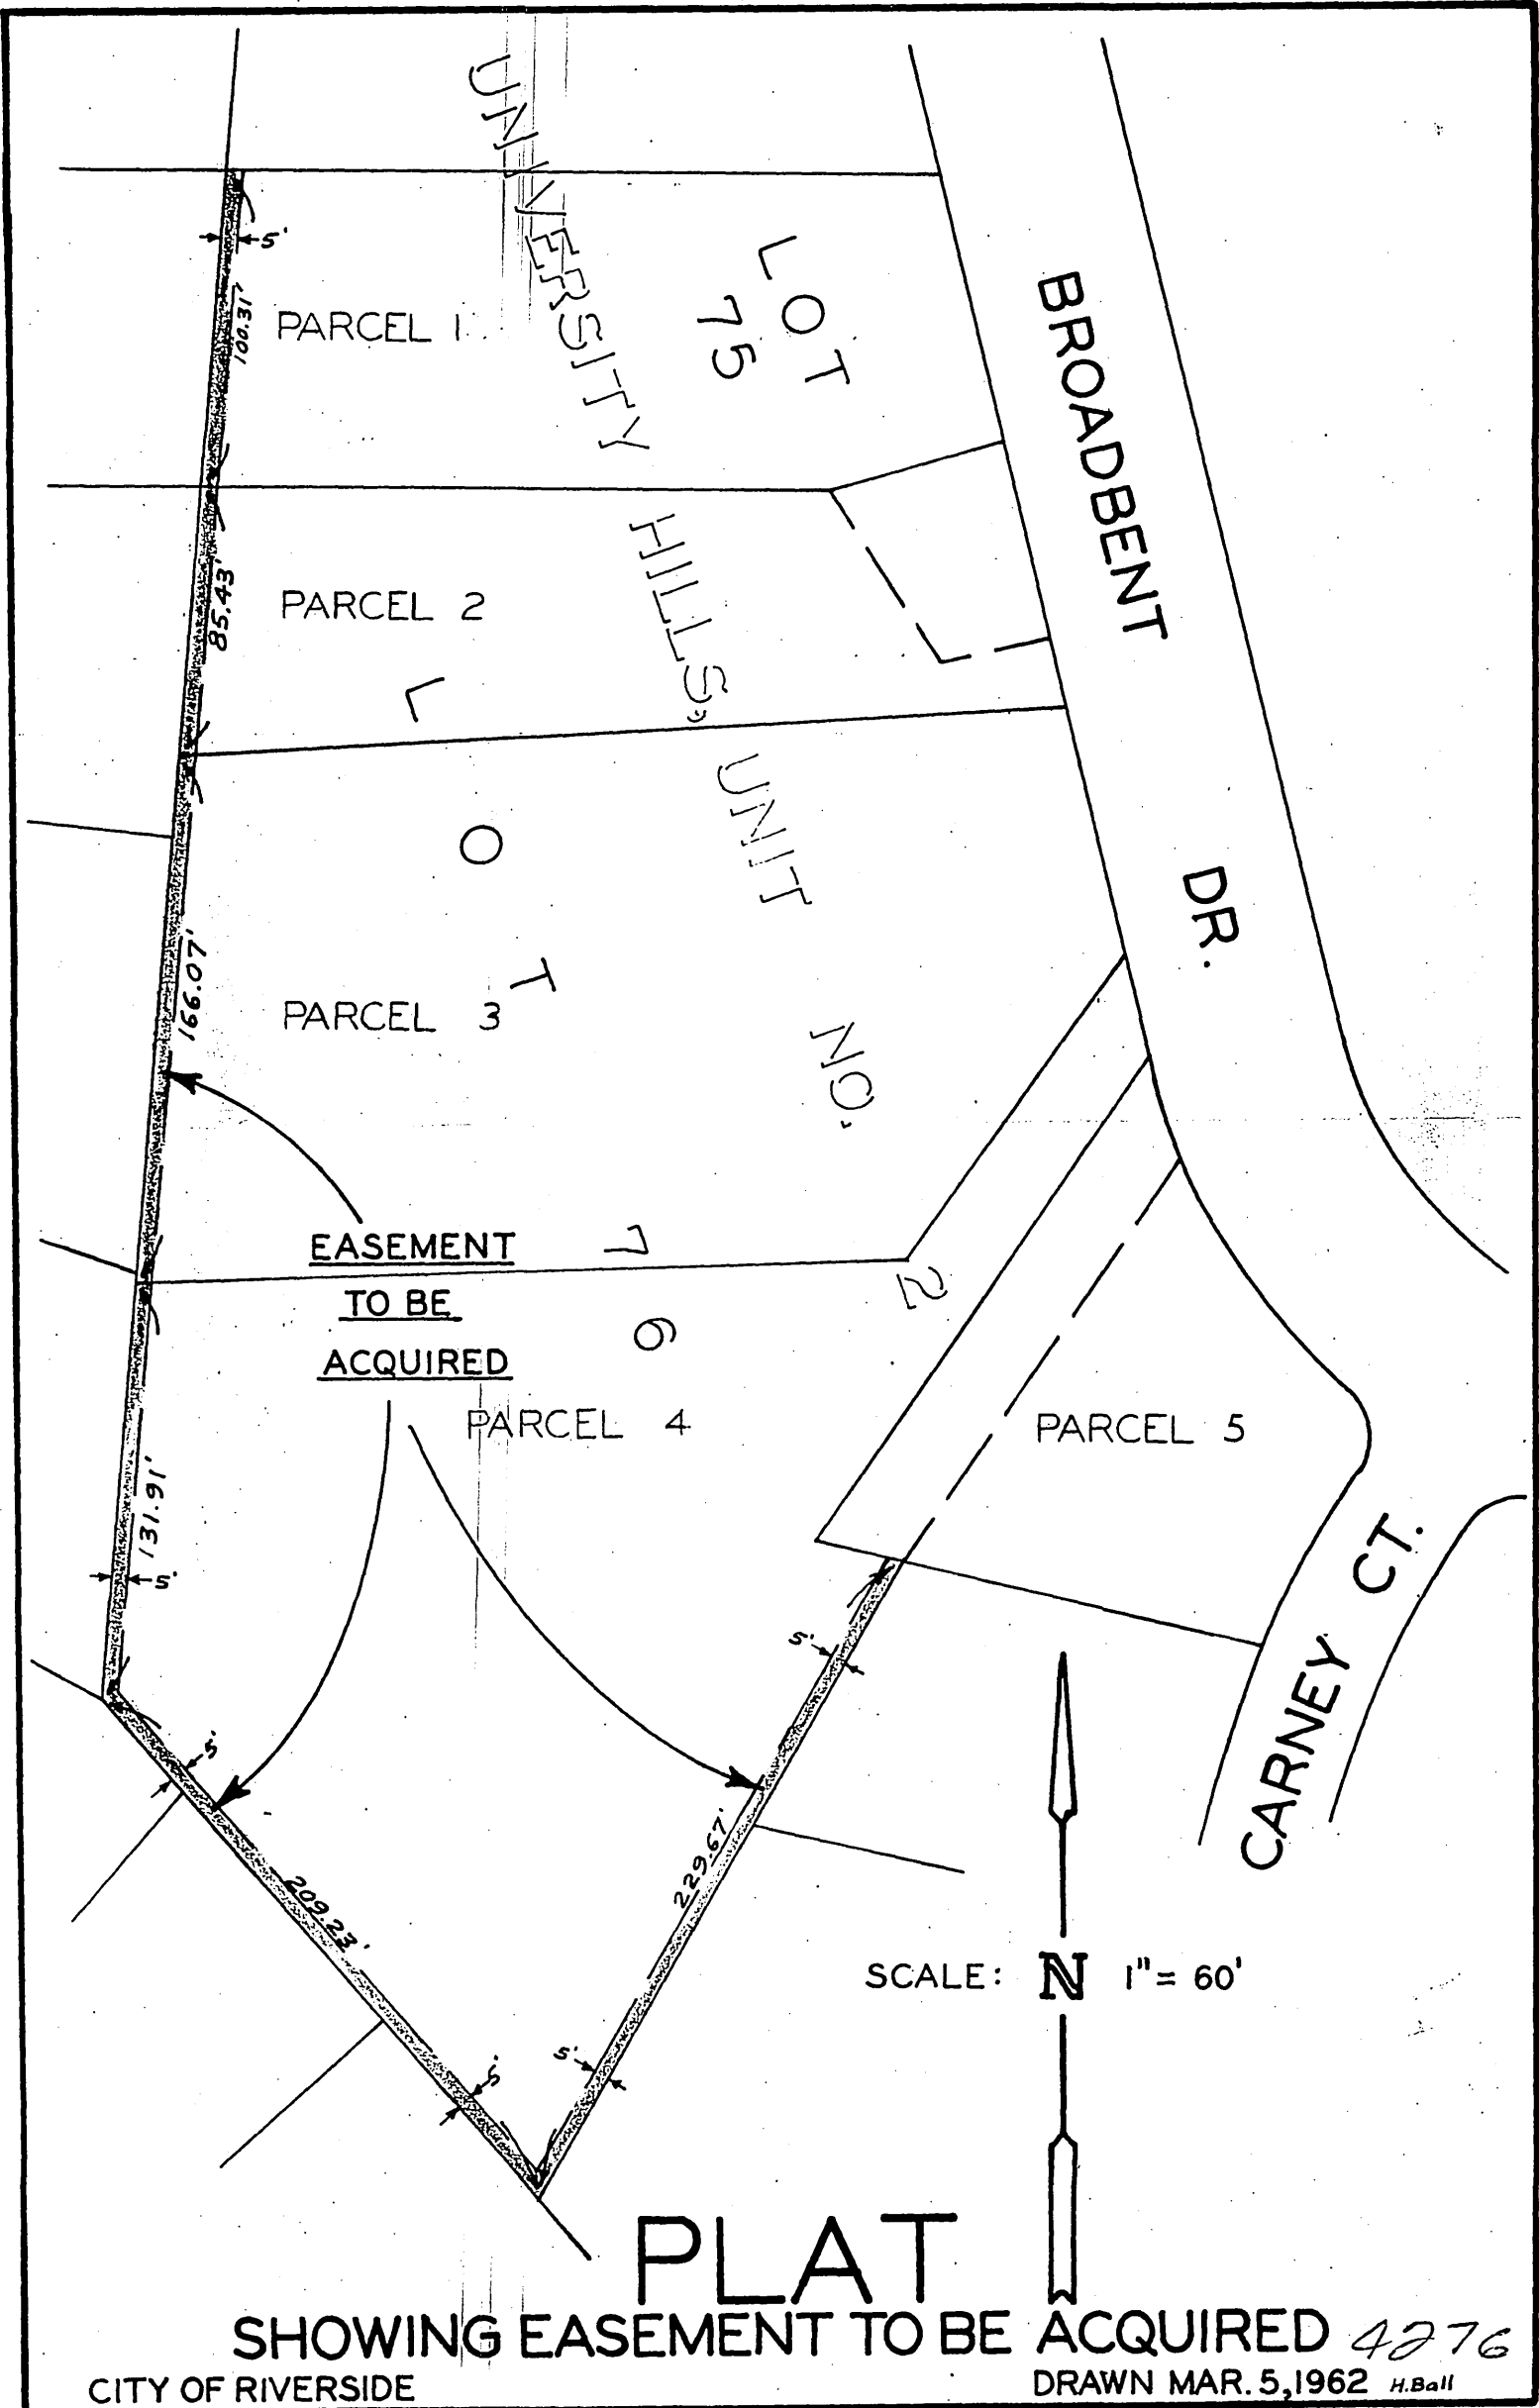 UNIVERSITY HILLS UNIT NO. 2
LOT 75
BROADBENT DR.
5'
100.31'
PARCEL 1
85.43'
PARCEL 2
LOT 76
166.07'
PARCEL 3
EASEMENT
TO BE
ACQUIRED
PARCEL 4
PARCEL 5
131.91'
5'
CARNEY CT.
5'
5'
209.23'
229.67'
5'
5'
SCALE: N 1"= 60'
PLAT
SHOWING EASEMENT TO BE ACQUIRED 4276
CITY OF RIVERSIDE DRAWN MAR. 5, 1962 H.Ball